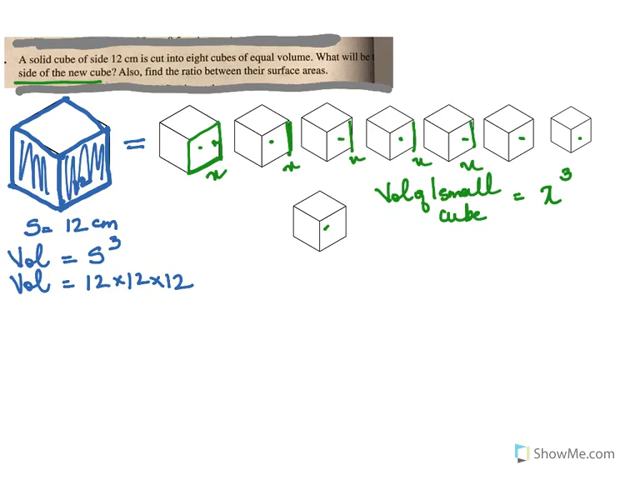 A solid cube of side 12 cm is cut into eight cubes of equal volume. What will be
side of the new cube? Also, find the ratio between their surface areas.
=
x x x x x
S = 12 cm
Vol of 1 small cube = x³
Vol = S³
Vol = 12×12×12
ShowMe.com